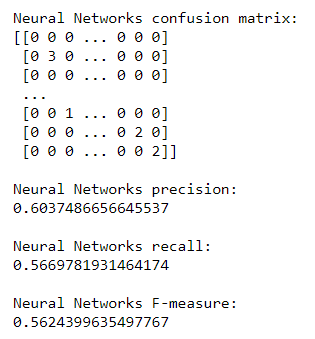 Neural Networks confusion matrix:
[[0 0 0 ... 0 0 0]
 [0 3 0 ... 0 0 0]
 [0 0 0 ... 0 0 0]
 ...
 [0 0 1 ... 0 0 0]
 [0 0 0 ... 0 2 0]
 [0 0 0 ... 0 0 2]]
Neural Networks precision:
0.6037486656645537
Neural Networks recall:
0.5669781931464174
Neural Networks F-measure:
0.5624399635497767